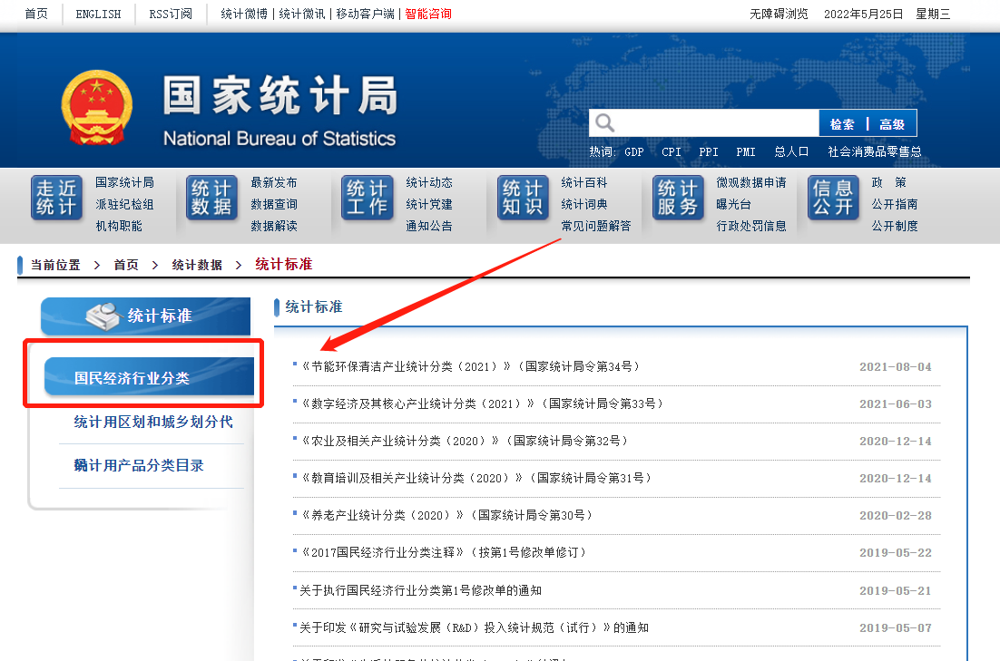 首页 ENGLISH RSS订阅 统计微博 | 统计微讯 | 移动客户端 | 智能咨询 无障碍浏览 2022年5月25日 星期三
国家统计局
National Bureau of Statistics
检索 | 高级
热词: GDP CPI PPI PMI 总人口 社会消费品零售总
走近统计 国家统计局 派驻纪检组 机构职能
统计数据 最新发布 数据查询 数据解读
统计工作 统计动态 统计党建 通知公告
统计知识 统计百科 统计词典 常见问题解答
统计服务 微观数据申请 曝光台 行政处罚信息
信息公开 政 策 公开指南 公开制度
当前位置 > 首页 > 统计数据 > 统计标准
统计标准
国民经济行业分类
统计用区划和城乡划分代
统计用产品分类目录
统计标准
《节能环保清洁产业统计分类（2021）》（国家统计局令第34号） 2021-08-04
《数字经济及其核心产业统计分类（2021）》（国家统计局令第33号） 2021-06-03
《农业及相关产业统计分类（2020）》（国家统计局令第32号） 2020-12-14
《教育培训及相关产业统计分类（2020）》（国家统计局令第31号） 2020-12-14
《养老产业统计分类（2020）》（国家统计局令第30号） 2020-02-28
《2017国民经济行业分类注释》（按第1号修改单修订） 2019-05-22
关于执行国民经济行业分类第1号修改单的通知 2019-05-21
关于印发《研究与试验发展（R&D）投入统计规范（试行）》的通知 2019-05-07